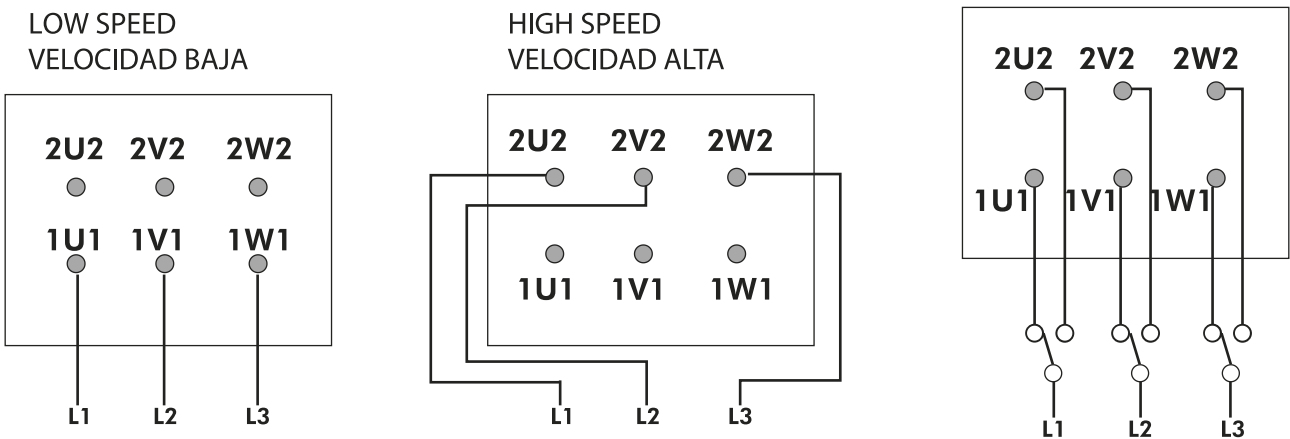 LOW SPEED
VELOCIDAD BAJA
2U2 2V2 2W2
1U1 1V1 1W1
L1 L2 L3
HIGH SPEED
VELOCIDAD ALTA
2U2 2V2 2W2
1U1 1V1 1W1
L1 L2 L3
2U2 2V2 2W2
1U1 1V1 1W1
L1 L2 L3